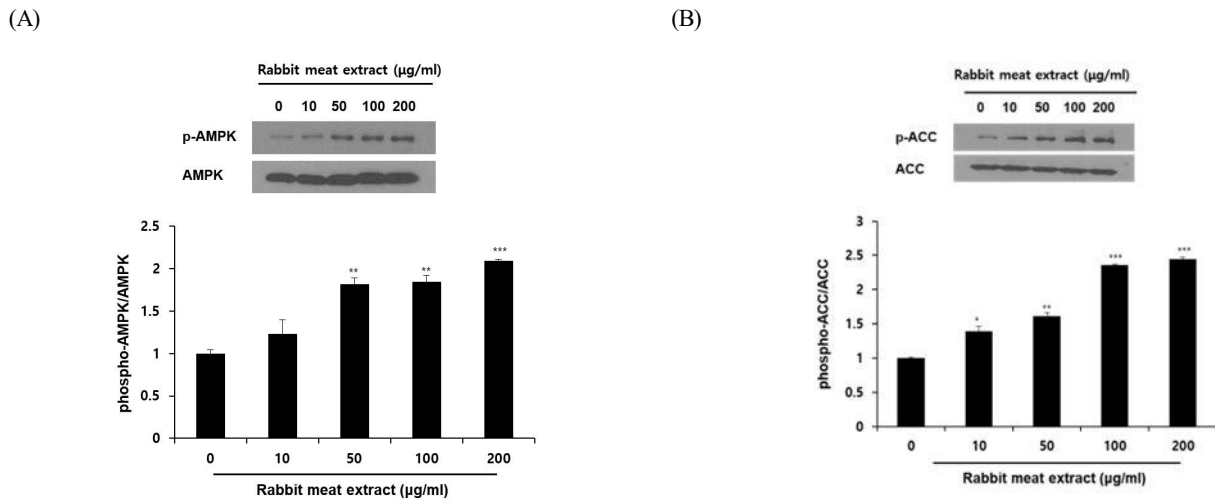 (A)
Rabbit meat extract (µg/ml)
0 10 50 100 200
p-AMPK
AMPK
phospho-AMPK/AMPK
2.5
2
1.5
1
0.5
0
** ** ***
0 10 50 100 200
Rabbit meat extract (µg/ml)
(B)
Rabbit meat extract (µg/ml)
0 10 50 100 200
p-ACC
ACC
phospho-ACC/ACC
3
2.5
2
1.5
1
0.5
0
* ** *** ***
0 10 50 100 200
Rabbit meat extract (µg/ml)